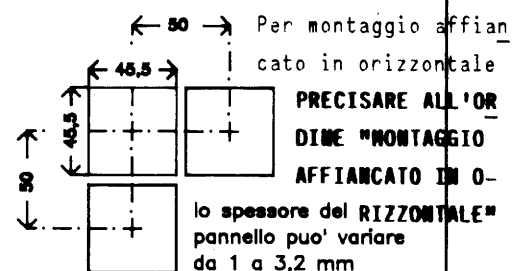 50
Per montaggio affian
45,5
cato in orizzontale
45,5
PRECISARE ALL'OR
DINE "MONTAGGIO
50
AFFIANCATO IN O-
lo spessore del RIZZONTALE"
pannello puo' variare
da 1 a 3,2 mm